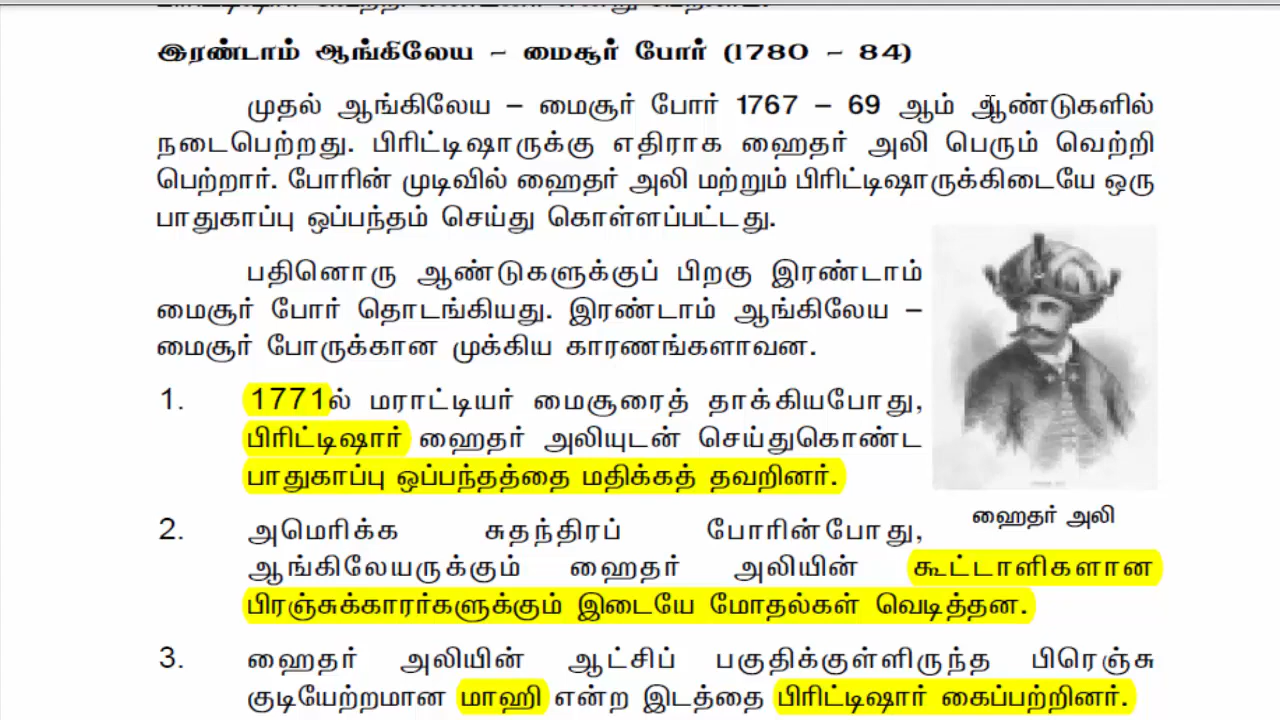 இரண்டாம் ஆங்கிலேய – மைசூர் போர் (1780 – 84)
முதல் ஆங்கிலேய – மைசூர் போர் 1767 – 69 ஆம் ஆண்டுகளில்
நடைபெற்றது. பிரிட்டிஷாருக்கு எதிராக ஹைதர் அலி பெரும் வெற்றி
பெற்றார். போரின் முடிவில் ஹைதர் அலி மற்றும் பிரிட்டிஷாருக்கிடையே ஒரு
பாதுகாப்பு ஒப்பந்தம் செய்து கொள்ளப்பட்டது.
பதினொரு ஆண்டுகளுக்குப் பிறகு இரண்டாம்
மைசூர் போர் தொடங்கியது. இரண்டாம் ஆங்கிலேய –
மைசூர் போருக்கான முக்கிய காரணங்களாவன.
1. 1771ல் மராட்டியர் மைசூரைத் தாக்கியபோது,
பிரிட்டிஷார் ஹைதர் அலியுடன் செய்துகொண்ட
பாதுகாப்பு ஒப்பந்தத்தை மதிக்கத் தவறினர்.
ஹைதர் அலி
2. அமெரிக்க சுதந்திரப் போரின்போது,
ஆங்கிலேயருக்கும் ஹைதர் அலியின் கூட்டாளிகளான
பிரஞ்சுக்காரர்களுக்கும் இடையே மோதல்கள் வெடித்தன.
3. ஹைதர் அலியின் ஆட்சிப் பகுதிக்குள்ளிருந்த பிரெஞ்சு
குடியேற்றமான மாஹி என்ற இடத்தை பிரிட்டிஷார் கைப்பற்றினர்.